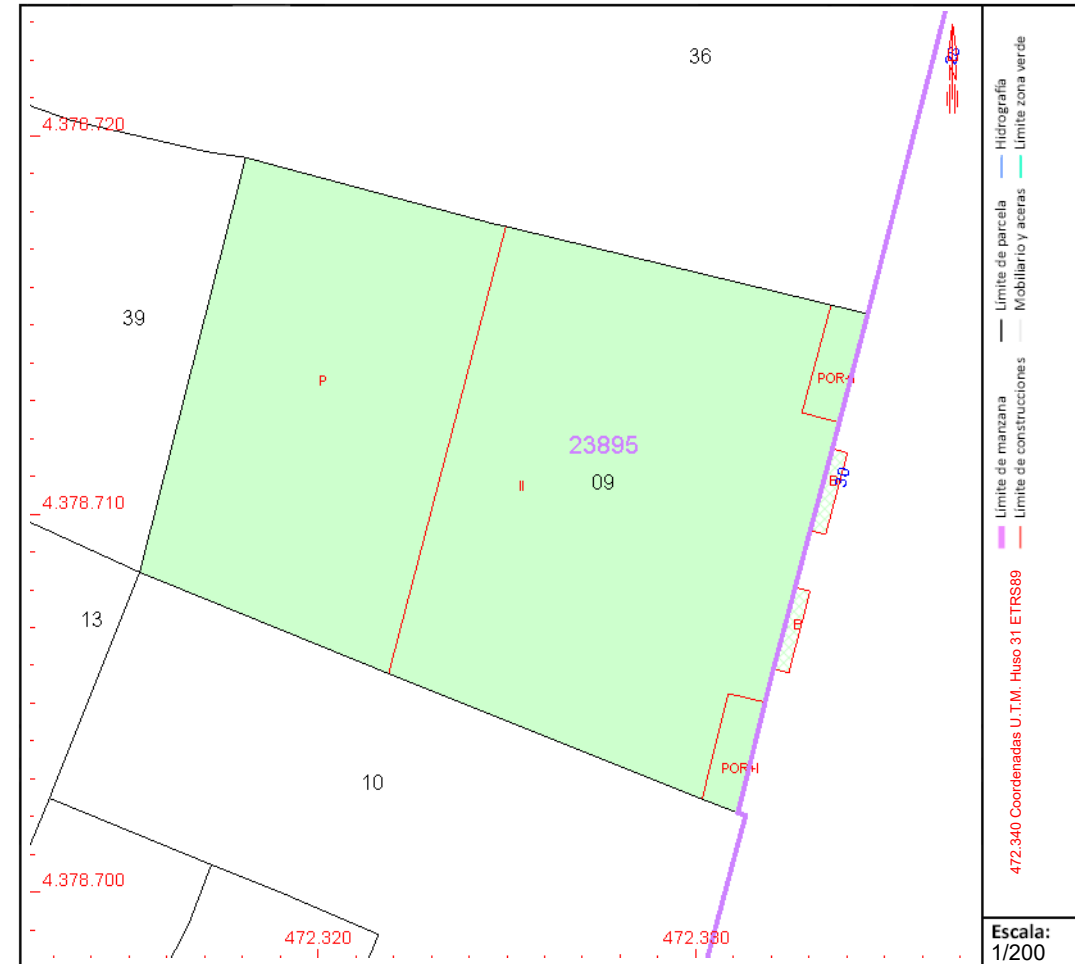 36
4.378.720
39
P
POR+I
23895
09
II
B
30
4.378.710
13
B
POR+I
10
4.378.700
472.320
472.330
Límite de manzana
Límite de parcela
Hidrografía
Límite de construcciones
Mobiliario y aceras
Límite zona verde
472.340 Coordenadas U.T.M. Huso 31 ETRS89
Escala:
1/200